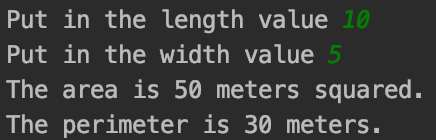 Put in the length value 10
Put in the width value 5
The area is 50 meters squared.
The perimeter is 30 meters.